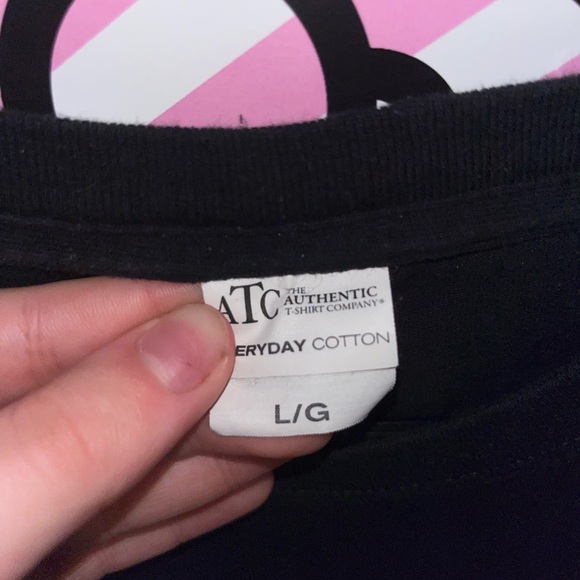 ATC THE
AUTHENTIC
T-SHIRT COMPANY®
ERYDAY COTTON
L/G